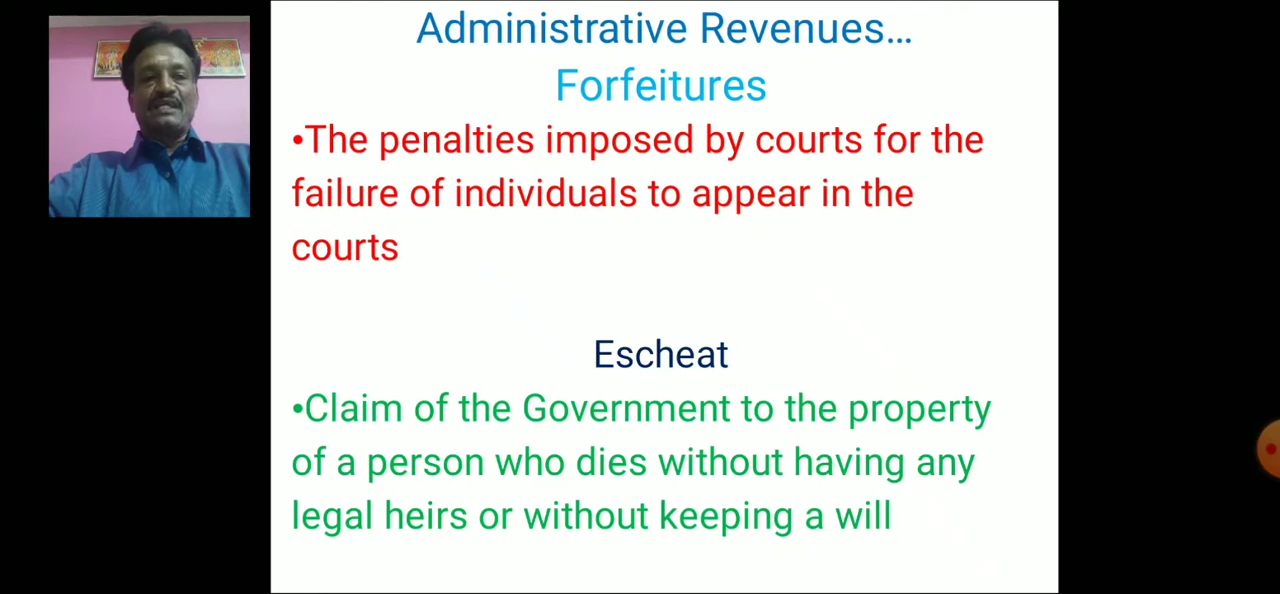 Administrative Revenues...
Forfeitures
•The penalties imposed by courts for the
failure of individuals to appear in the
courts
Escheat
•Claim of the Government to the property
of a person who dies without having any
legal heirs or without keeping a will